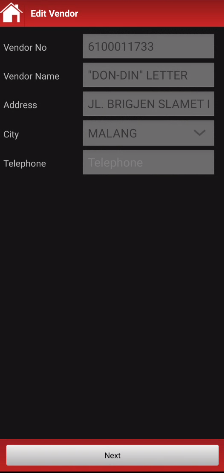 Edit Vendor
Vendor No 6100011733
Vendor Name "DON-DIN" LETTER
Address JL. BRIGJEN SLAMET
City MALANG
Telephone Telephone
Next